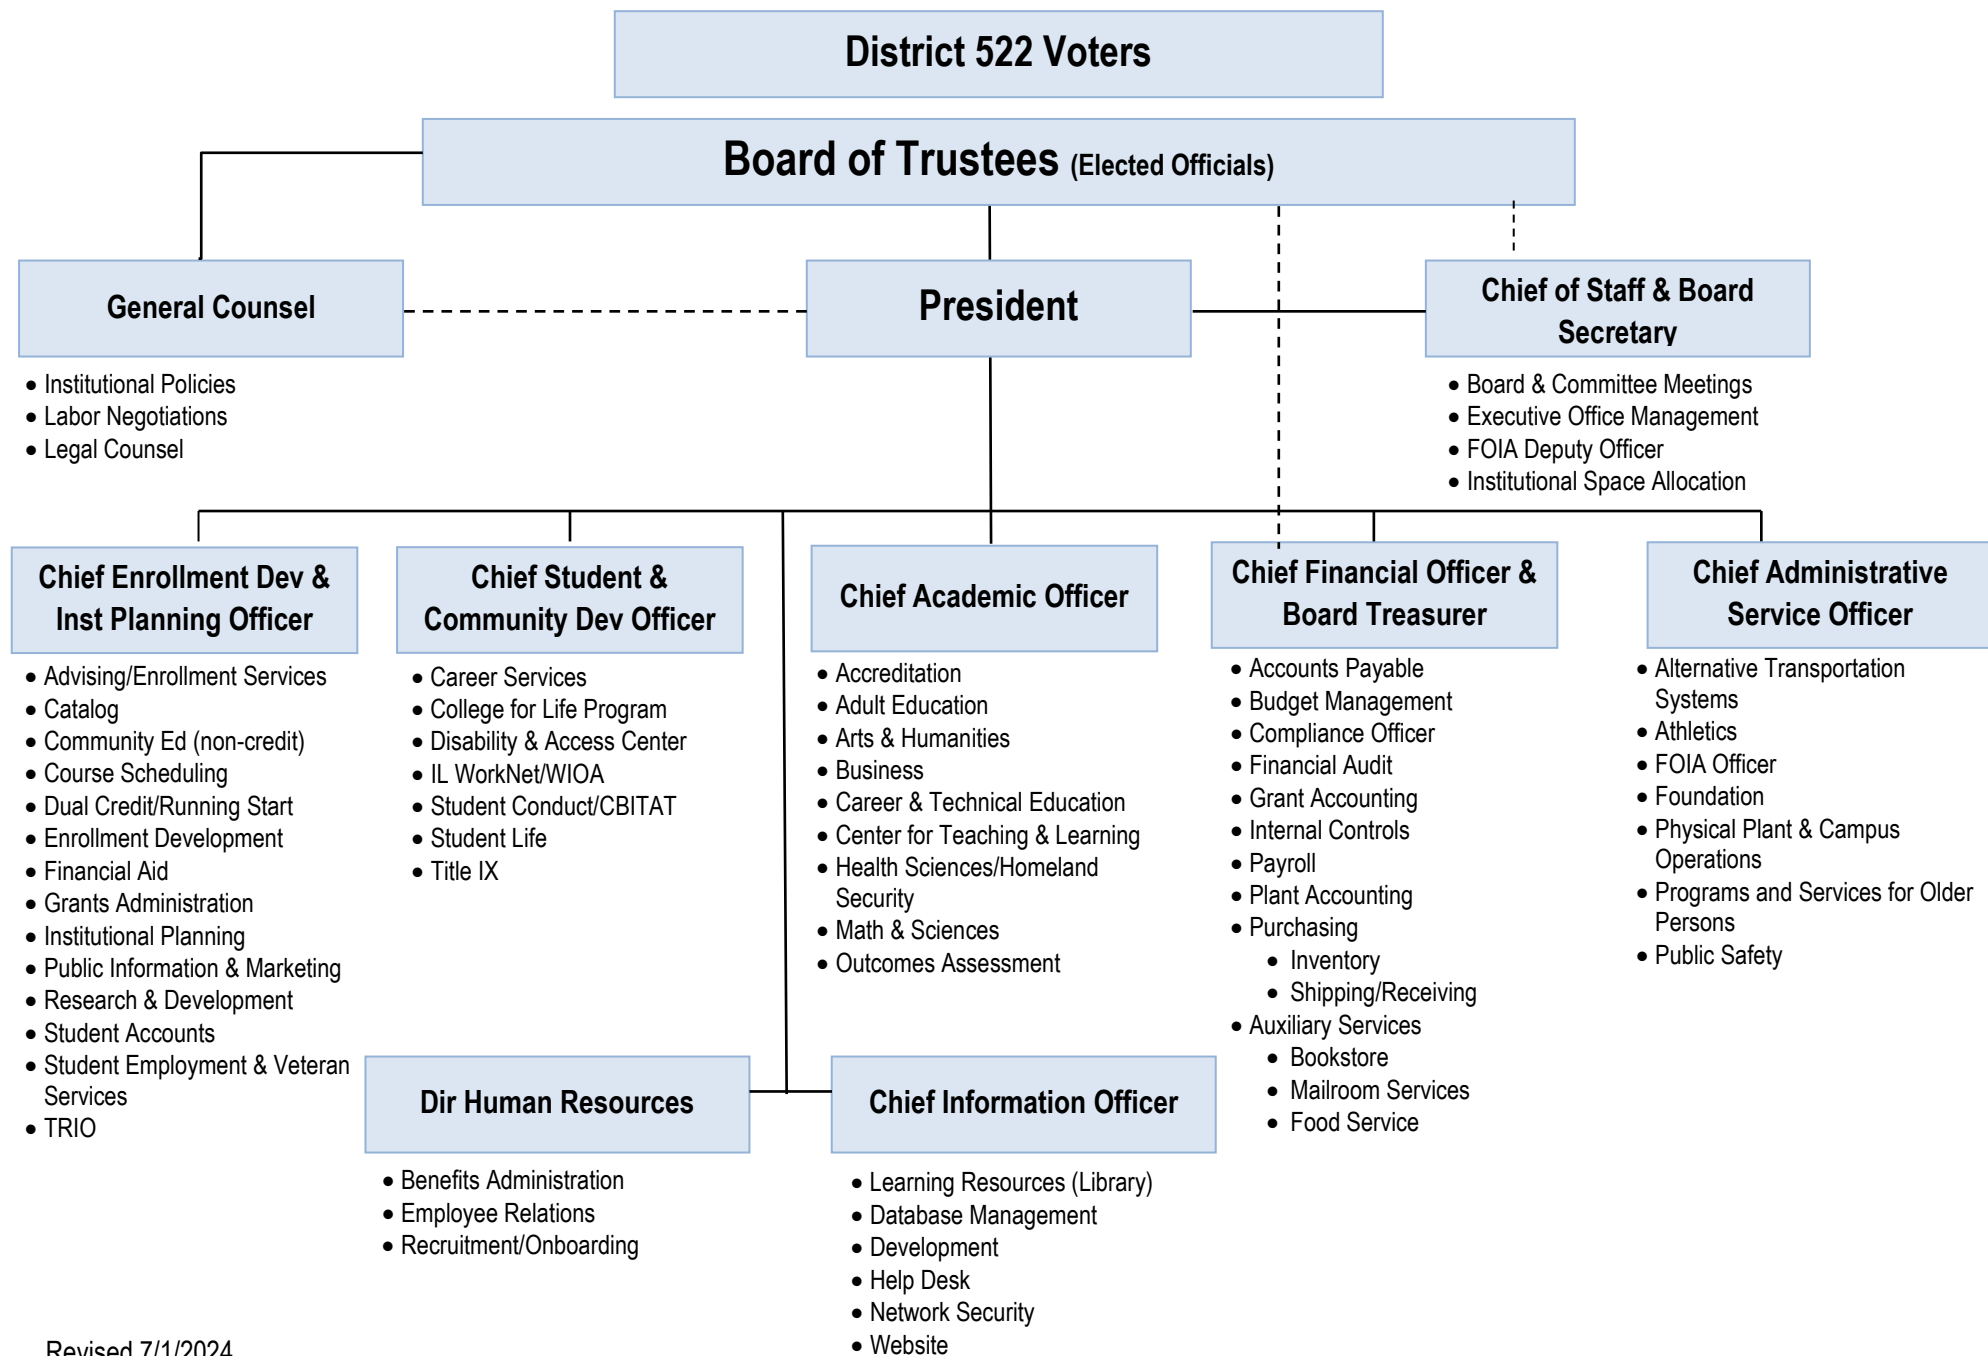 District 522 Voters
Board of Trustees (Elected Officials)
General Counsel
• Institutional Policies
• Labor Negotiations
• Legal Counsel
President
Chief of Staff & Board
Secretary
• Board & Committee Meetings
• Executive Office Management
• FOIA Deputy Officer
• Institutional Space Allocation
Chief Enrollment Dev &
Inst Planning Officer
• Advising/Enrollment Services
• Catalog
• Community Ed (non-credit)
• Course Scheduling
• Dual Credit/Running Start
• Enrollment Development
• Financial Aid
• Grants Administration
• Institutional Planning
• Public Information & Marketing
• Research & Development
• Student Accounts
• Student Employment & Veteran
Services
• TRIO
Chief Student &
Community Dev Officer
• Career Services
• College for Life Program
• Disability & Access Center
• IL WorkNet/WIOA
• Student Conduct/CBITAT
• Student Life
• Title IX
Chief Academic Officer
• Accreditation
• Adult Education
• Arts & Humanities
• Business
• Career & Technical Education
• Center for Teaching & Learning
• Health Sciences/Homeland
Security
• Math & Sciences
• Outcomes Assessment
Chief Financial Officer &
Board Treasurer
• Accounts Payable
• Budget Management
• Compliance Officer
• Financial Audit
• Grant Accounting
• Internal Controls
• Payroll
• Plant Accounting
• Purchasing
• Inventory
• Shipping/Receiving
• Auxiliary Services
• Bookstore
• Mailroom Services
• Food Service
Chief Administrative
Service Officer
• Alternative Transportation
Systems
• Athletics
• FOIA Officer
• Foundation
• Physical Plant & Campus
Operations
• Programs and Services for Older
Persons
• Public Safety
Dir Human Resources
• Benefits Administration
• Employee Relations
• Recruitment/Onboarding
Chief Information Officer
• Learning Resources (Library)
• Database Management
• Development
• Help Desk
• Network Security
• Website
Revised 7/1/2024